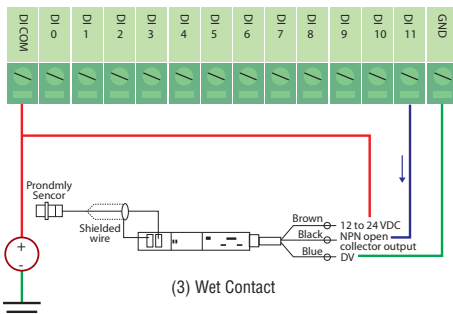 DI COM
DI 0
DI 1
DI 2
DI 3
DI 4
DI 5
DI 6
DI 7
DI 8
DI 9
DI 10
DI 11
GND
Prondmly
Sencor
Shielded
wire
Brown
12 to 24 VDC
Black
NPN open
collector output
Blue
DV
+
-
(3) Wet Contact